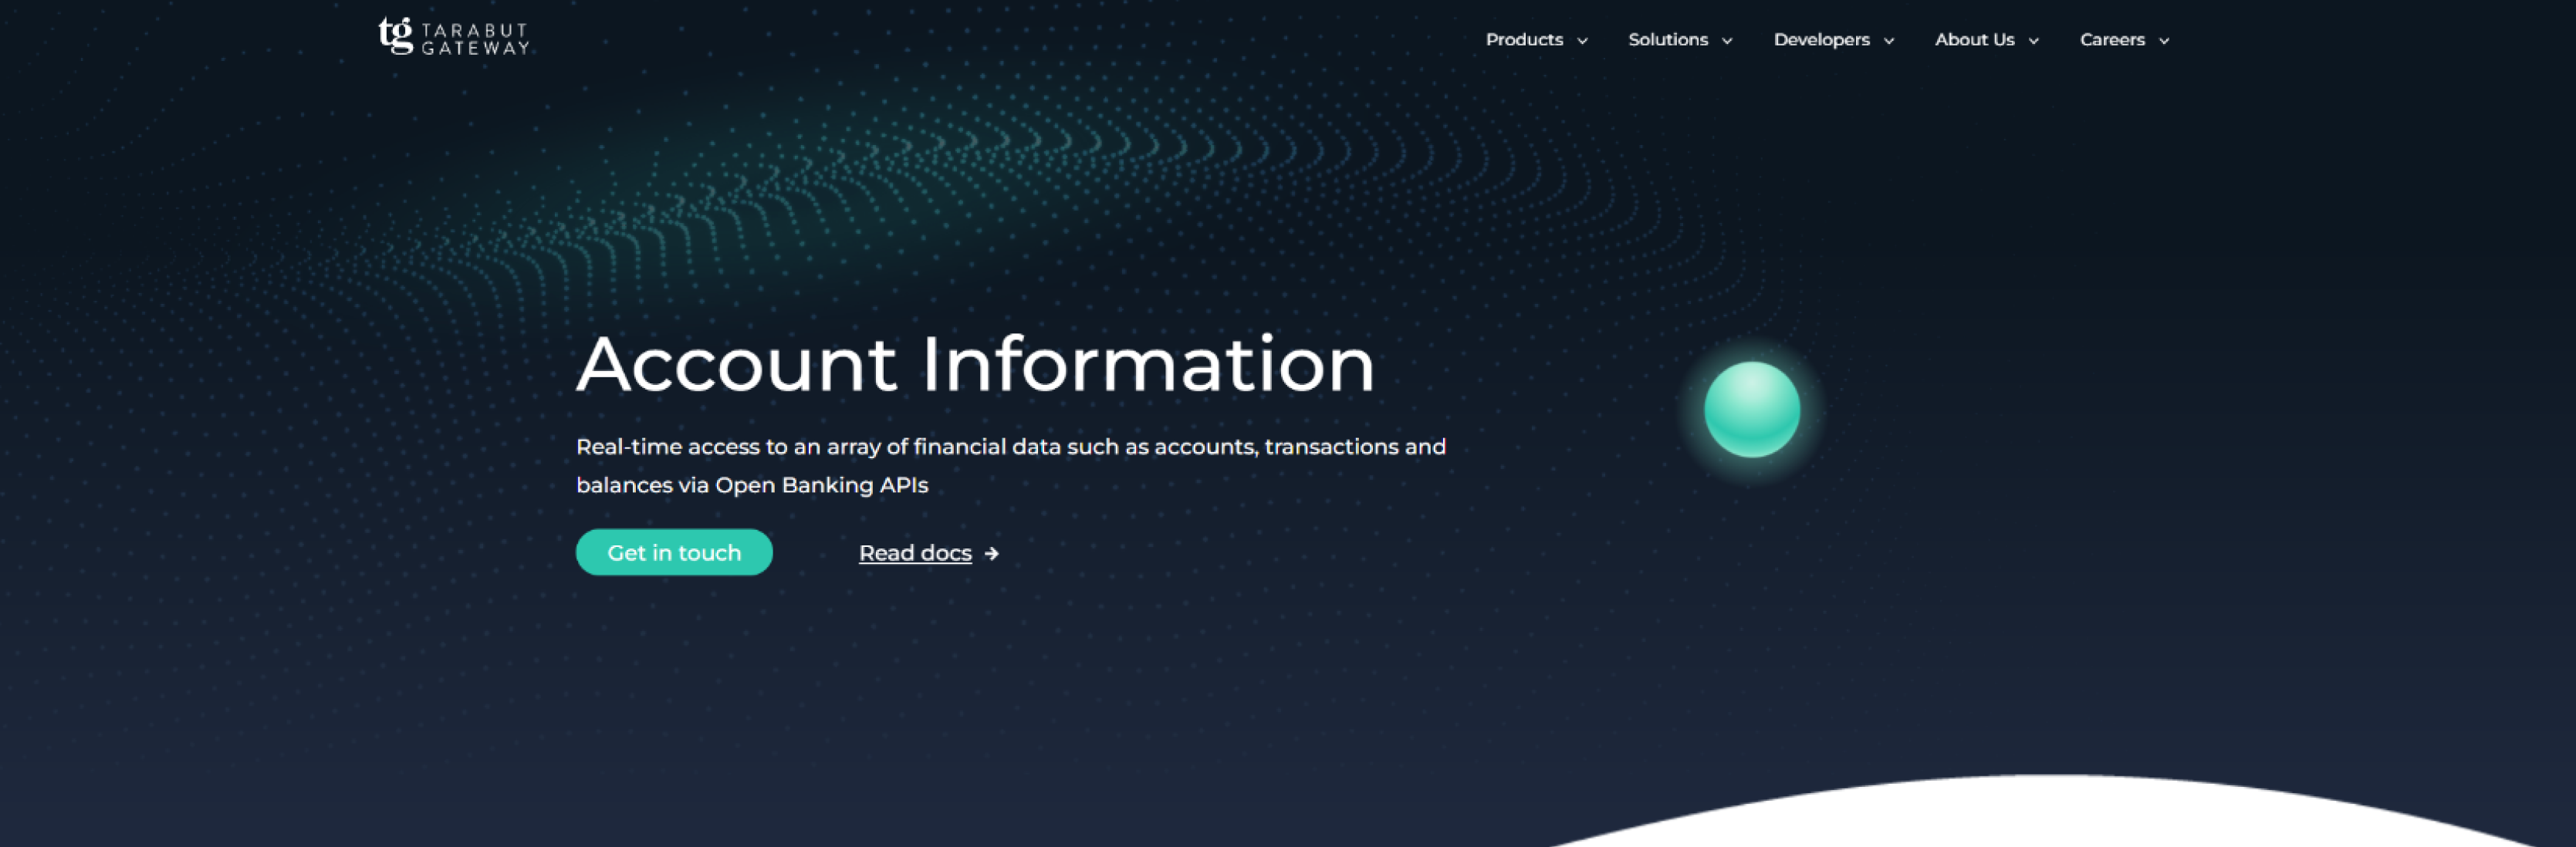 tg TARABUT GATEWAY
Products
Solutions
Developers
About Us
Careers
Account Information
Real-time access to an array of financial data such as accounts, transactions and
balances via Open Banking APIs
Get in touch
Read docs →